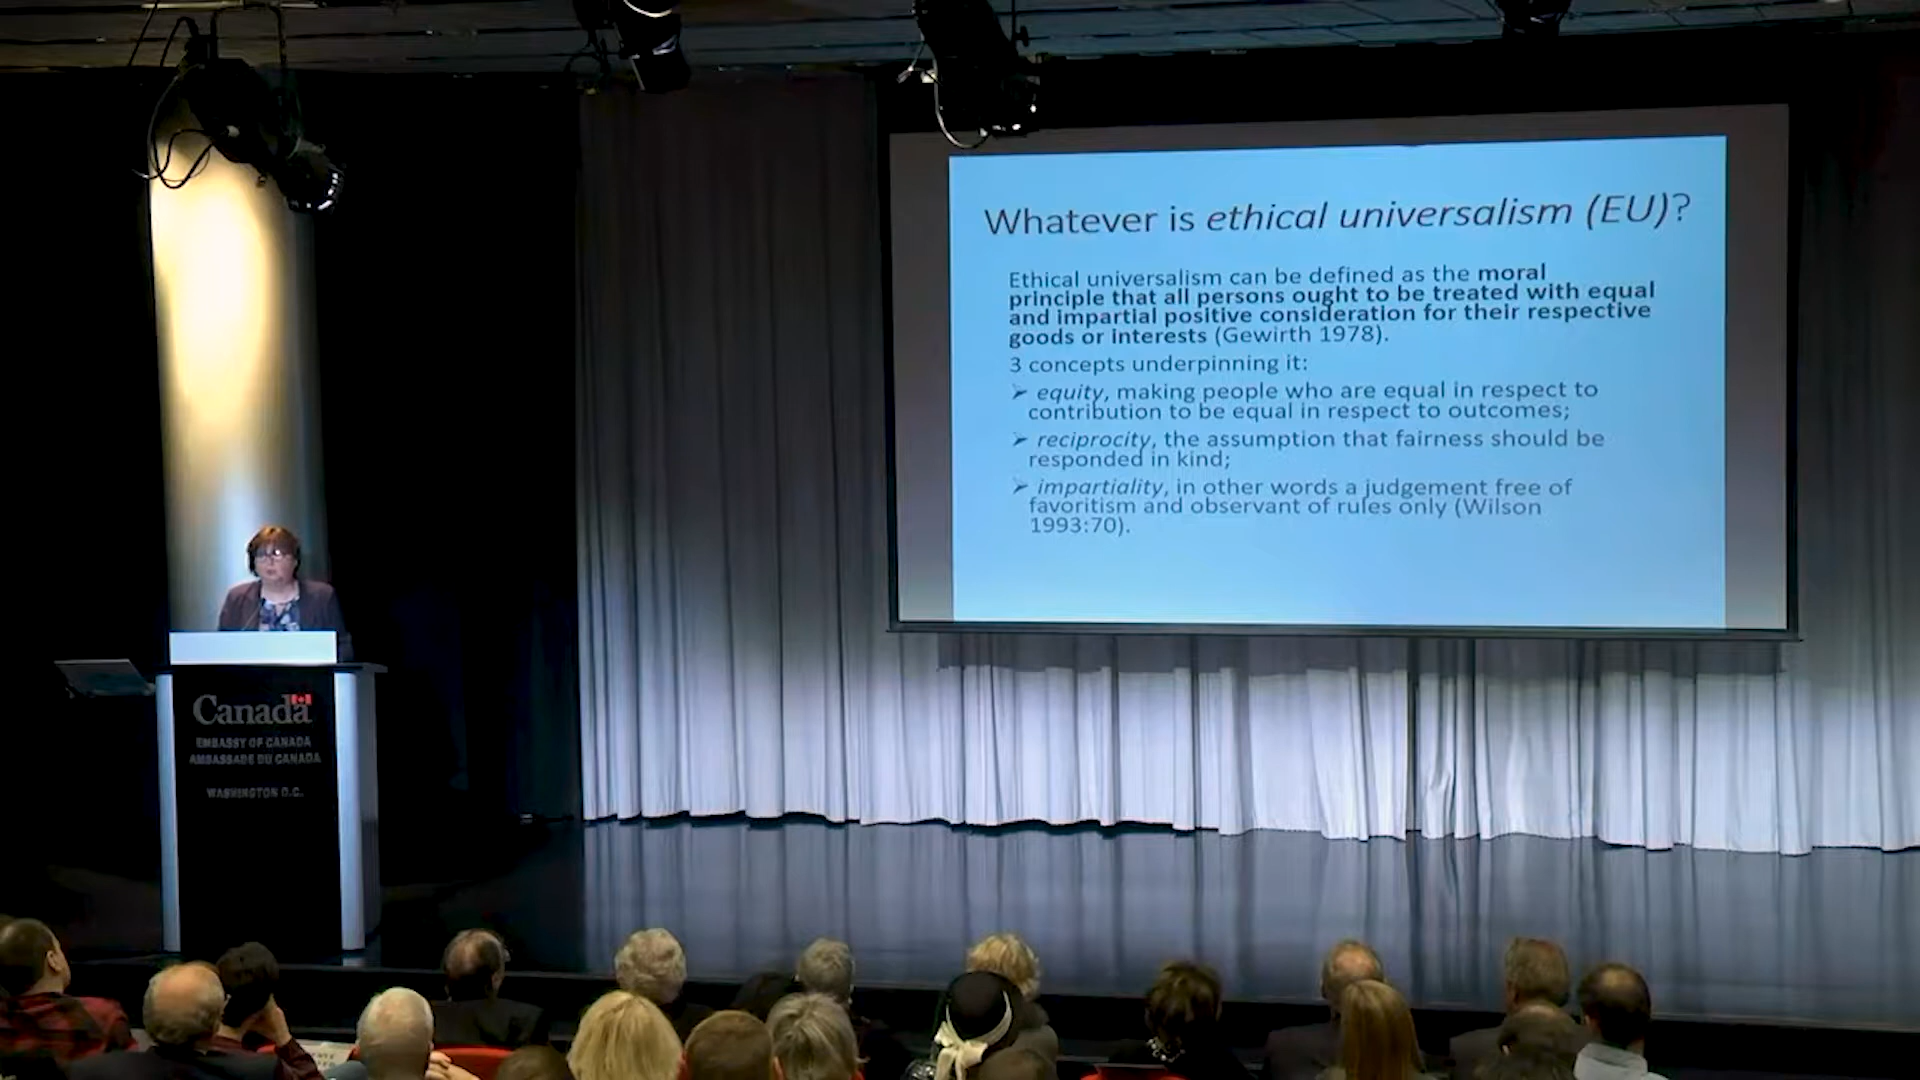 Whatever is ethical universalism (EU)?
Ethical universalism can be defined as the moral
principle that all persons ought to be treated with equal
and impartial positive consideration for their respective
goods or interests (Gewirth 1978).
3 concepts underpinning it:
➢ equity, making people who are equal in respect to
contribution to be equal in respect to outcomes;
➢ reciprocity, the assumption that fairness should be
responded in kind;
➢ impartiality, in other words a judgement free of
favoritism and observant of rules only (Wilson
1993:70).
Canada
EMBASSY OF CANADA
AMBASSADE DU CANADA
WASHINGTON D.C.